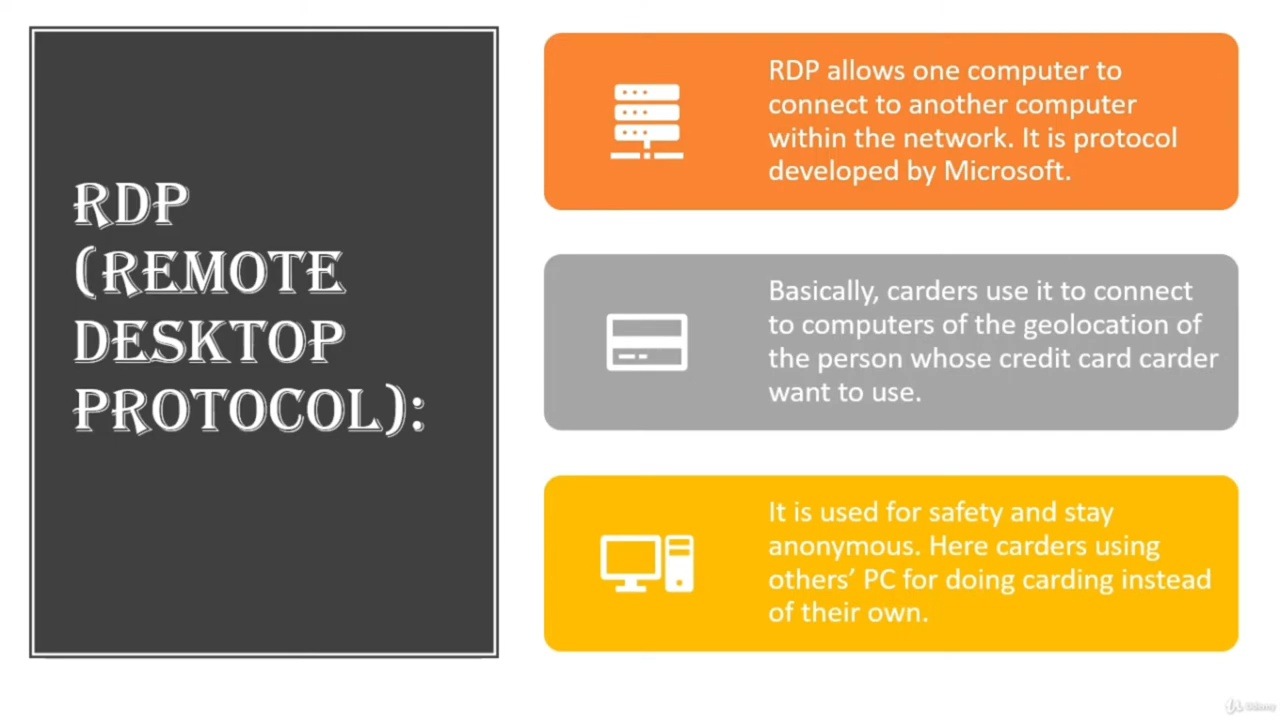 RDP
(REMOTE
DESKTOP
PROTOCOL):
RDP allows one computer to
connect to another computer
within the network. It is protocol
developed by Microsoft.
Basically, carders use it to connect
to computers of the geolocation of
the person whose credit card carder
want to use.
It is used for safety and stay
anonymous. Here carders using
others’ PC for doing carding instead
of their own.